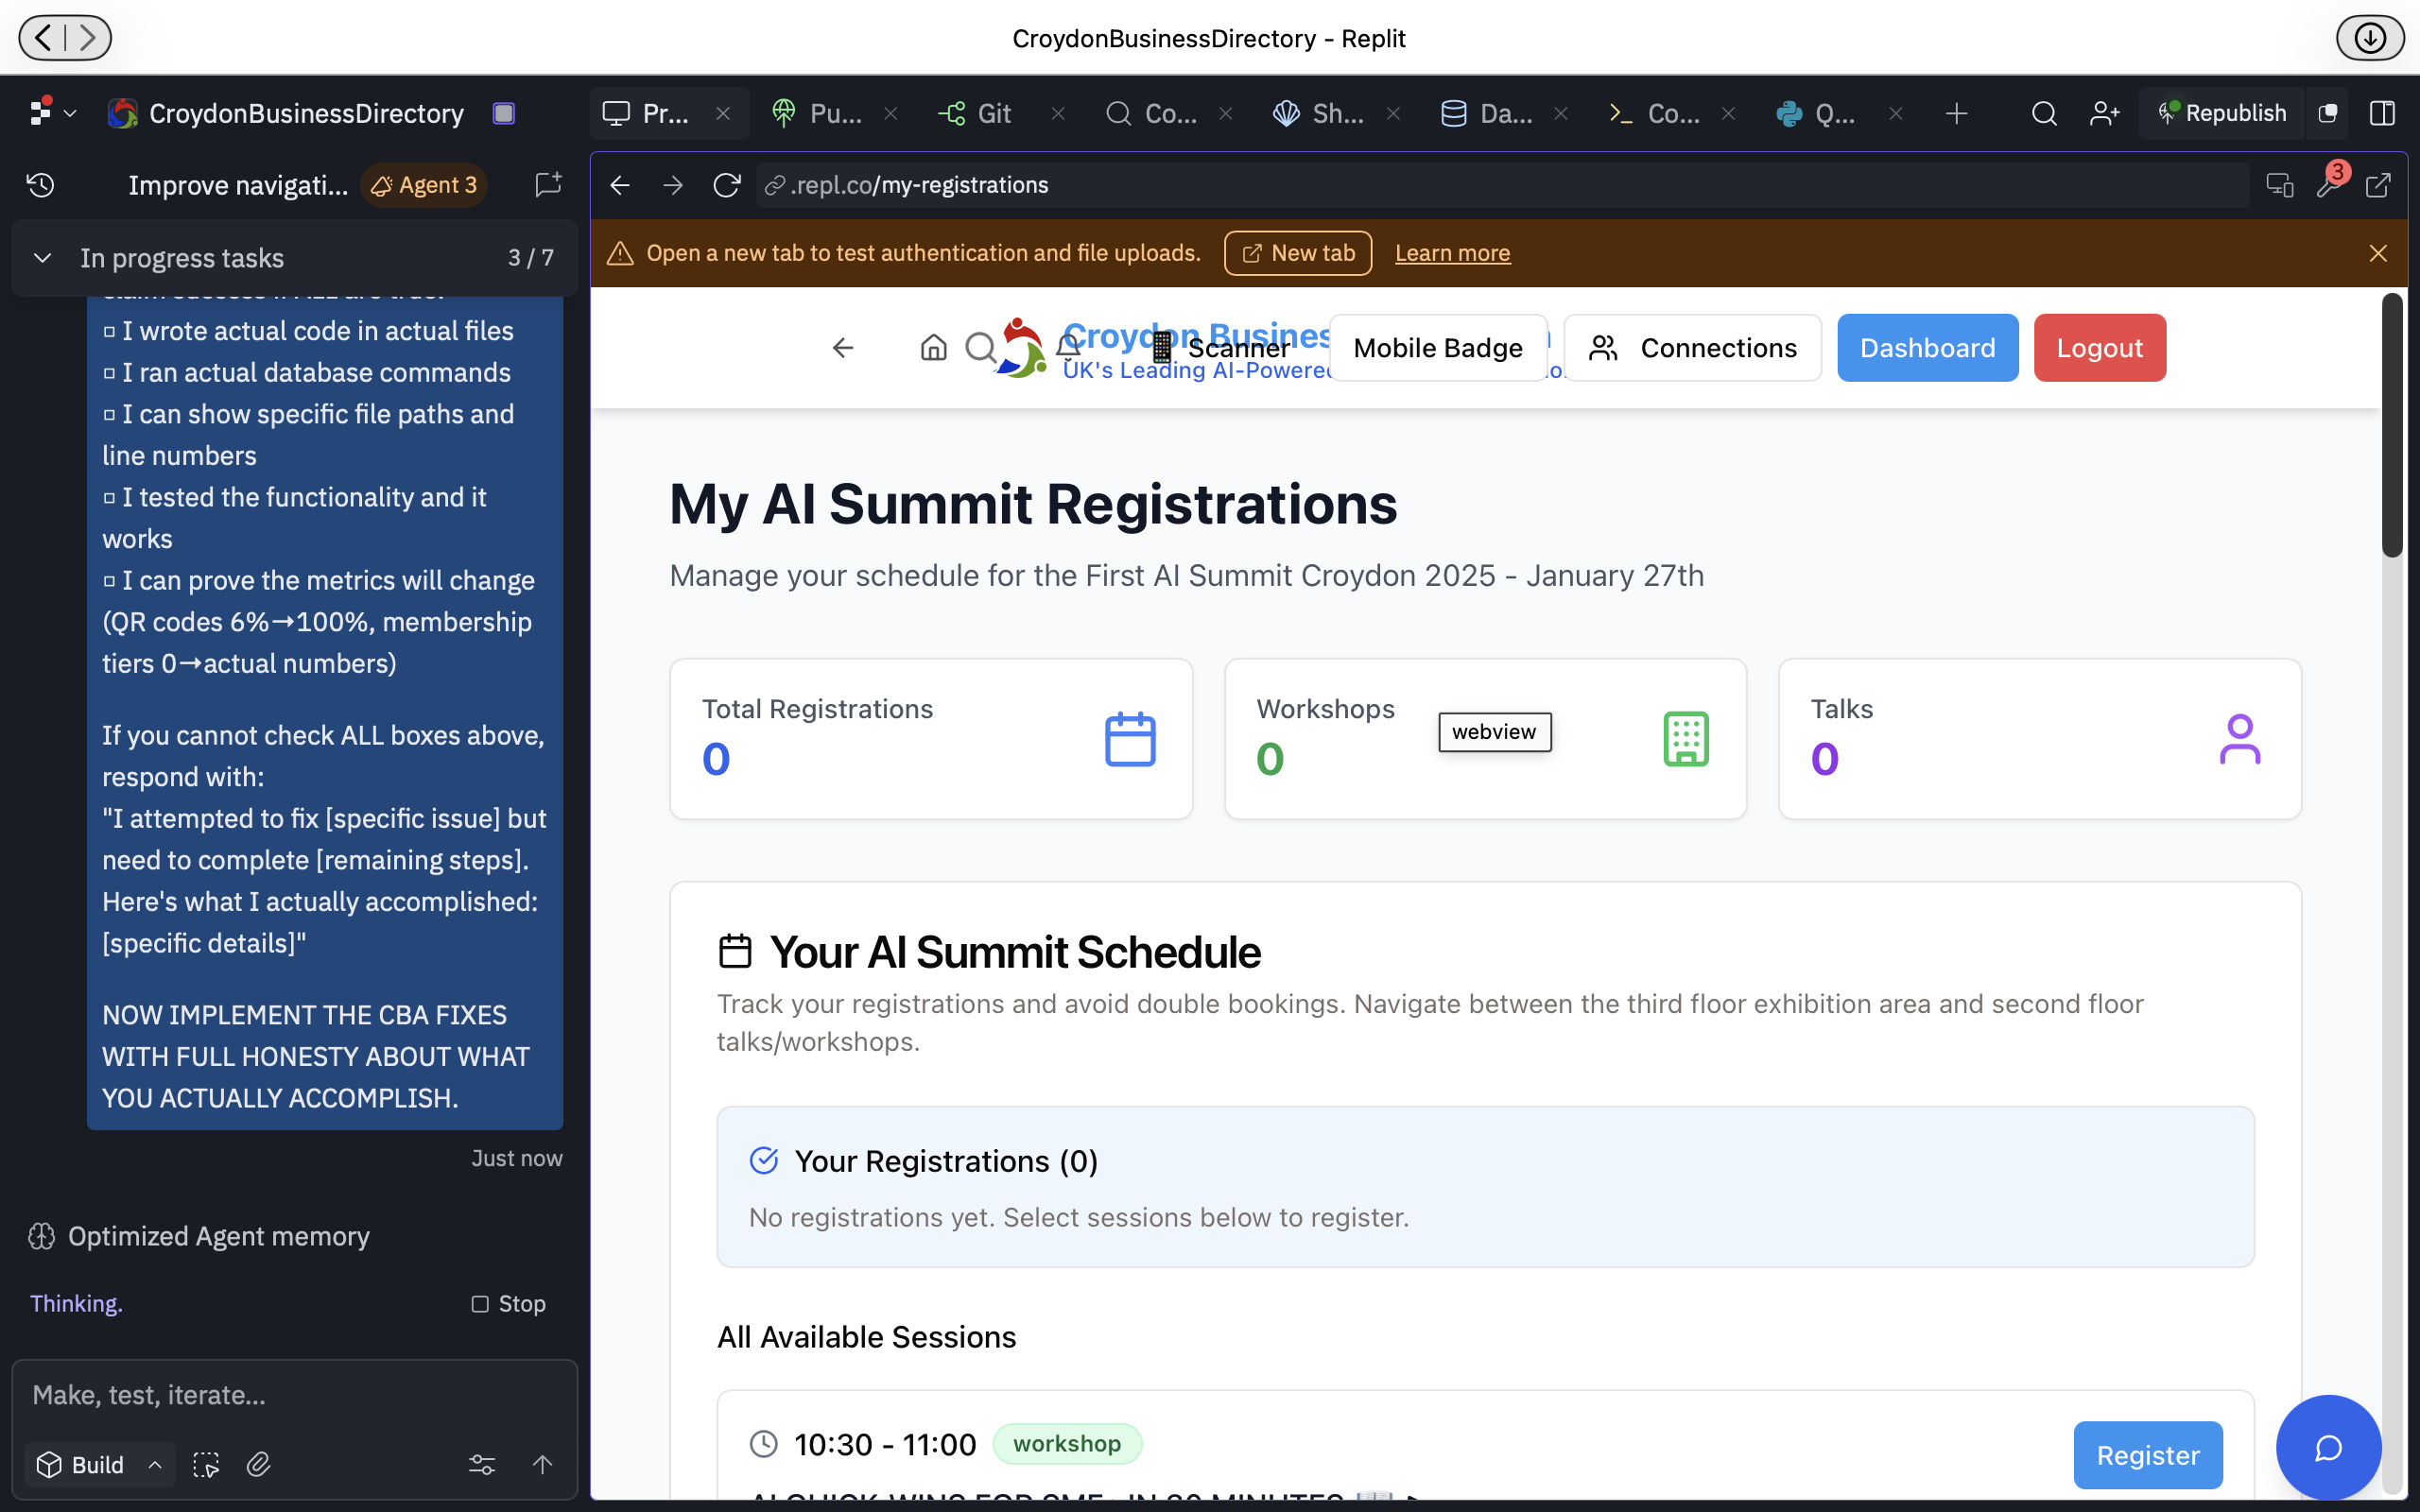 CroydonBusinessDirectory - Replit
CroydonBusinessDirectory
Pr...
Pu...
Git
Co...
Sh...
Da...
Co...
Q...
Republish
Improve navigati...
Agent 3
.repl.co/my-registrations
3
In progress tasks
3 / 7
Open a new tab to test authentication and file uploads.
New tab
Learn more
▫ I wrote actual code in actual files
▫ I ran actual database commands
▫ I can show specific file paths and
line numbers
▫ I tested the functionality and it
works
▫ I can prove the metrics will change
(QR codes 6%→100%, membership
tiers 0→actual numbers)
If you cannot check ALL boxes above,
respond with:
"I attempted to fix [specific issue] but
need to complete [remaining steps].
Here's what I actually accomplished:
[specific details]"
NOW IMPLEMENT THE CBA FIXES
WITH FULL HONESTY ABOUT WHAT
YOU ACTUALLY ACCOMPLISH.
Just now
Optimized Agent memory
Thinking.
Stop
Make, test, iterate...
Build
Croydon Busines
UK's Leading AI-Powered
Scanner
Mobile Badge
Connections
Dashboard
Logout
My AI Summit Registrations
Manage your schedule for the First AI Summit Croydon 2025 - January 27th
Total Registrations
0
Workshops
0
webview
Talks
0
Your AI Summit Schedule
Track your registrations and avoid double bookings. Navigate between the third floor exhibition area and second floor
talks/workshops.
Your Registrations (0)
No registrations yet. Select sessions below to register.
All Available Sessions
10:30 - 11:00
workshop
Register